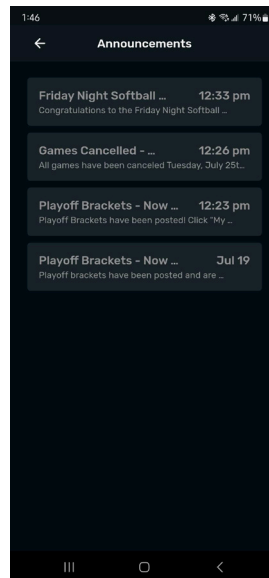 1:46 71%
Announcements
Friday Night Softball ... 12:33 pm
Congratulations to the Friday Night Softball ...
Games Cancelled - ... 12:26 pm
All games have been canceled Tuesday, July 25t...
Playoff Brackets - Now ... 12:23 pm
Playoff Brackets have been posted! Click "My ...
Playoff Brackets - Now ... Jul 19
Playoff brackets have been posted and are ...